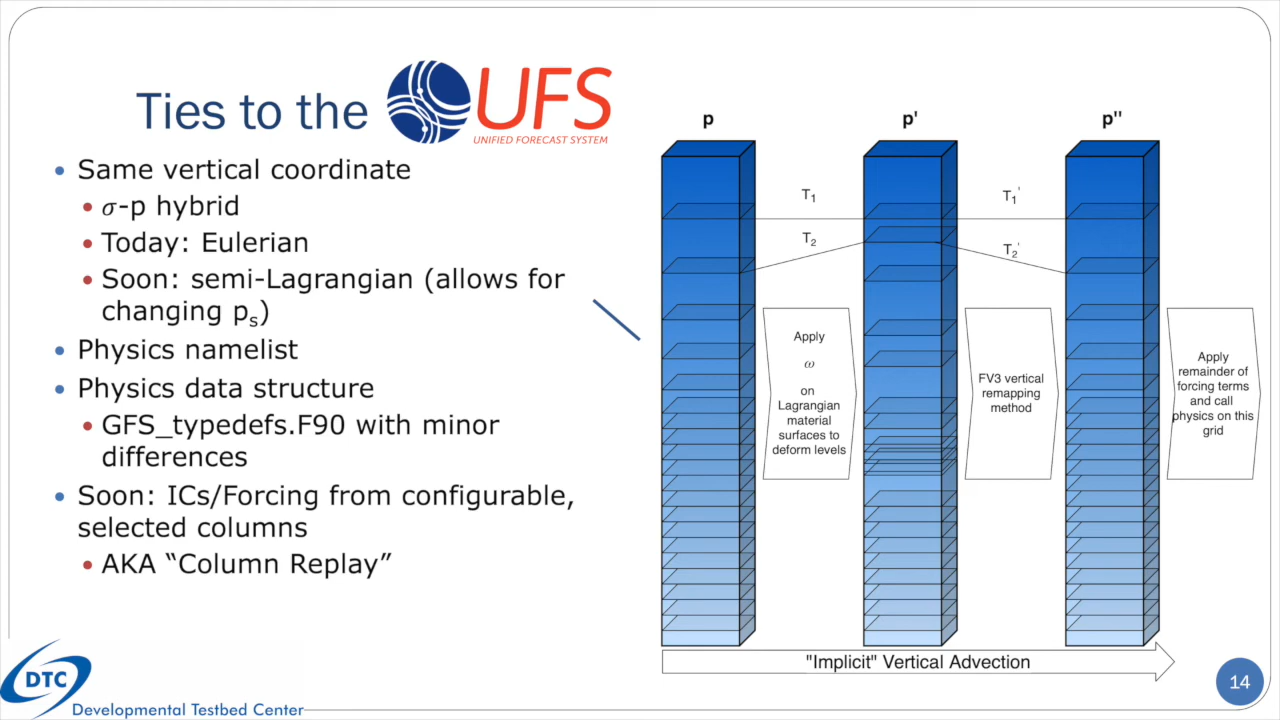 Ties to the
UFS
UNIFIED FORECAST SYSTEM
• Same vertical coordinate
• σ-p hybrid
• Today: Eulerian
• Soon: semi-Lagrangian (allows for
changing pₛ)
• Physics namelist
• Physics data structure
• GFS_typedefs.F90 with minor
differences
• Soon: ICs/Forcing from configurable,
selected columns
• AKA “Column Replay”
p
p'
p''
T₁
T₁'
T₂
T₂'
Apply
ω
on
Lagrangian
material
surfaces to
deform levels
FV3 vertical
remapping
method
Apply
remainder of
forcing terms
and call
physics on this
grid
"Implicit" Vertical Advection
DTC
Developmental Testbed Center
14